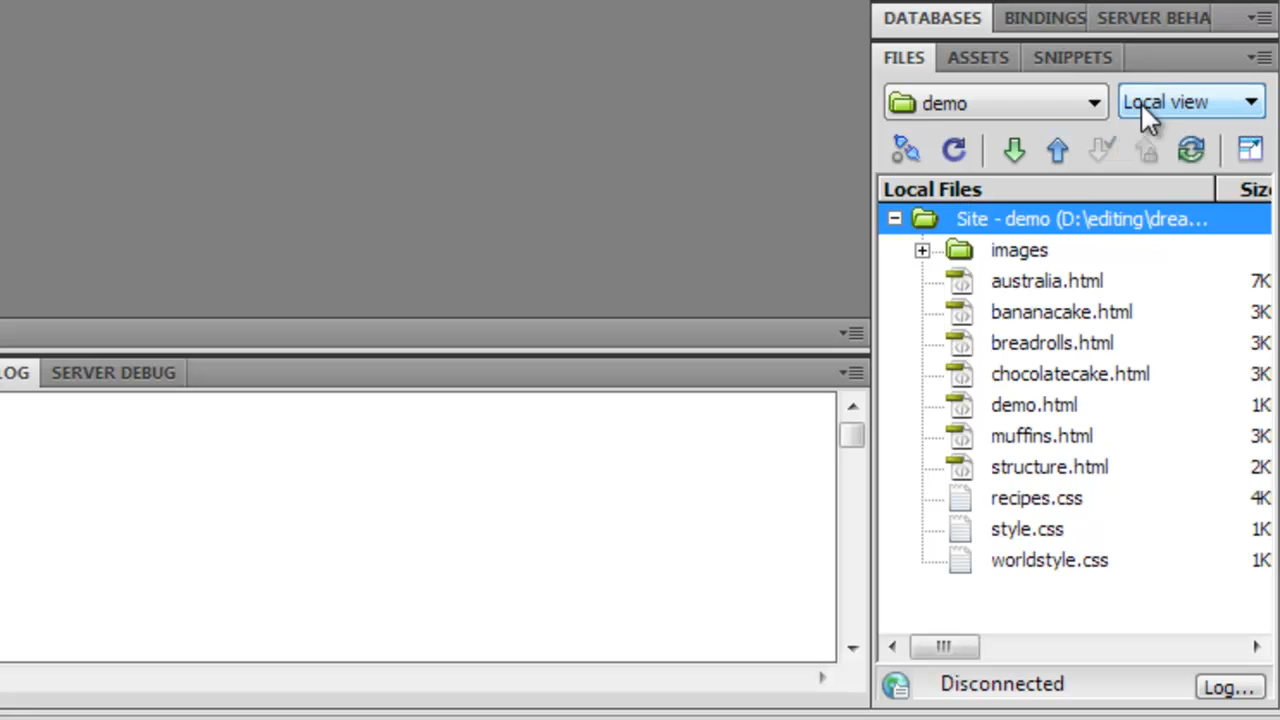 DATABASES BINDINGS SERVER BEHA
FILES ASSETS SNIPPETS
demo Local view
Local Files Siz
Site - demo (D:\editing\drea...
images
australia.html 7K
bananacake.html 3K
breadrolls.html 3K
chocolatecake.html 3K
demo.html 1K
muffins.html 3K
structure.html 2K
recipes.css 4K
style.css 1K
worldstyle.css 1K
LOG SERVER DEBUG
Disconnected Log...